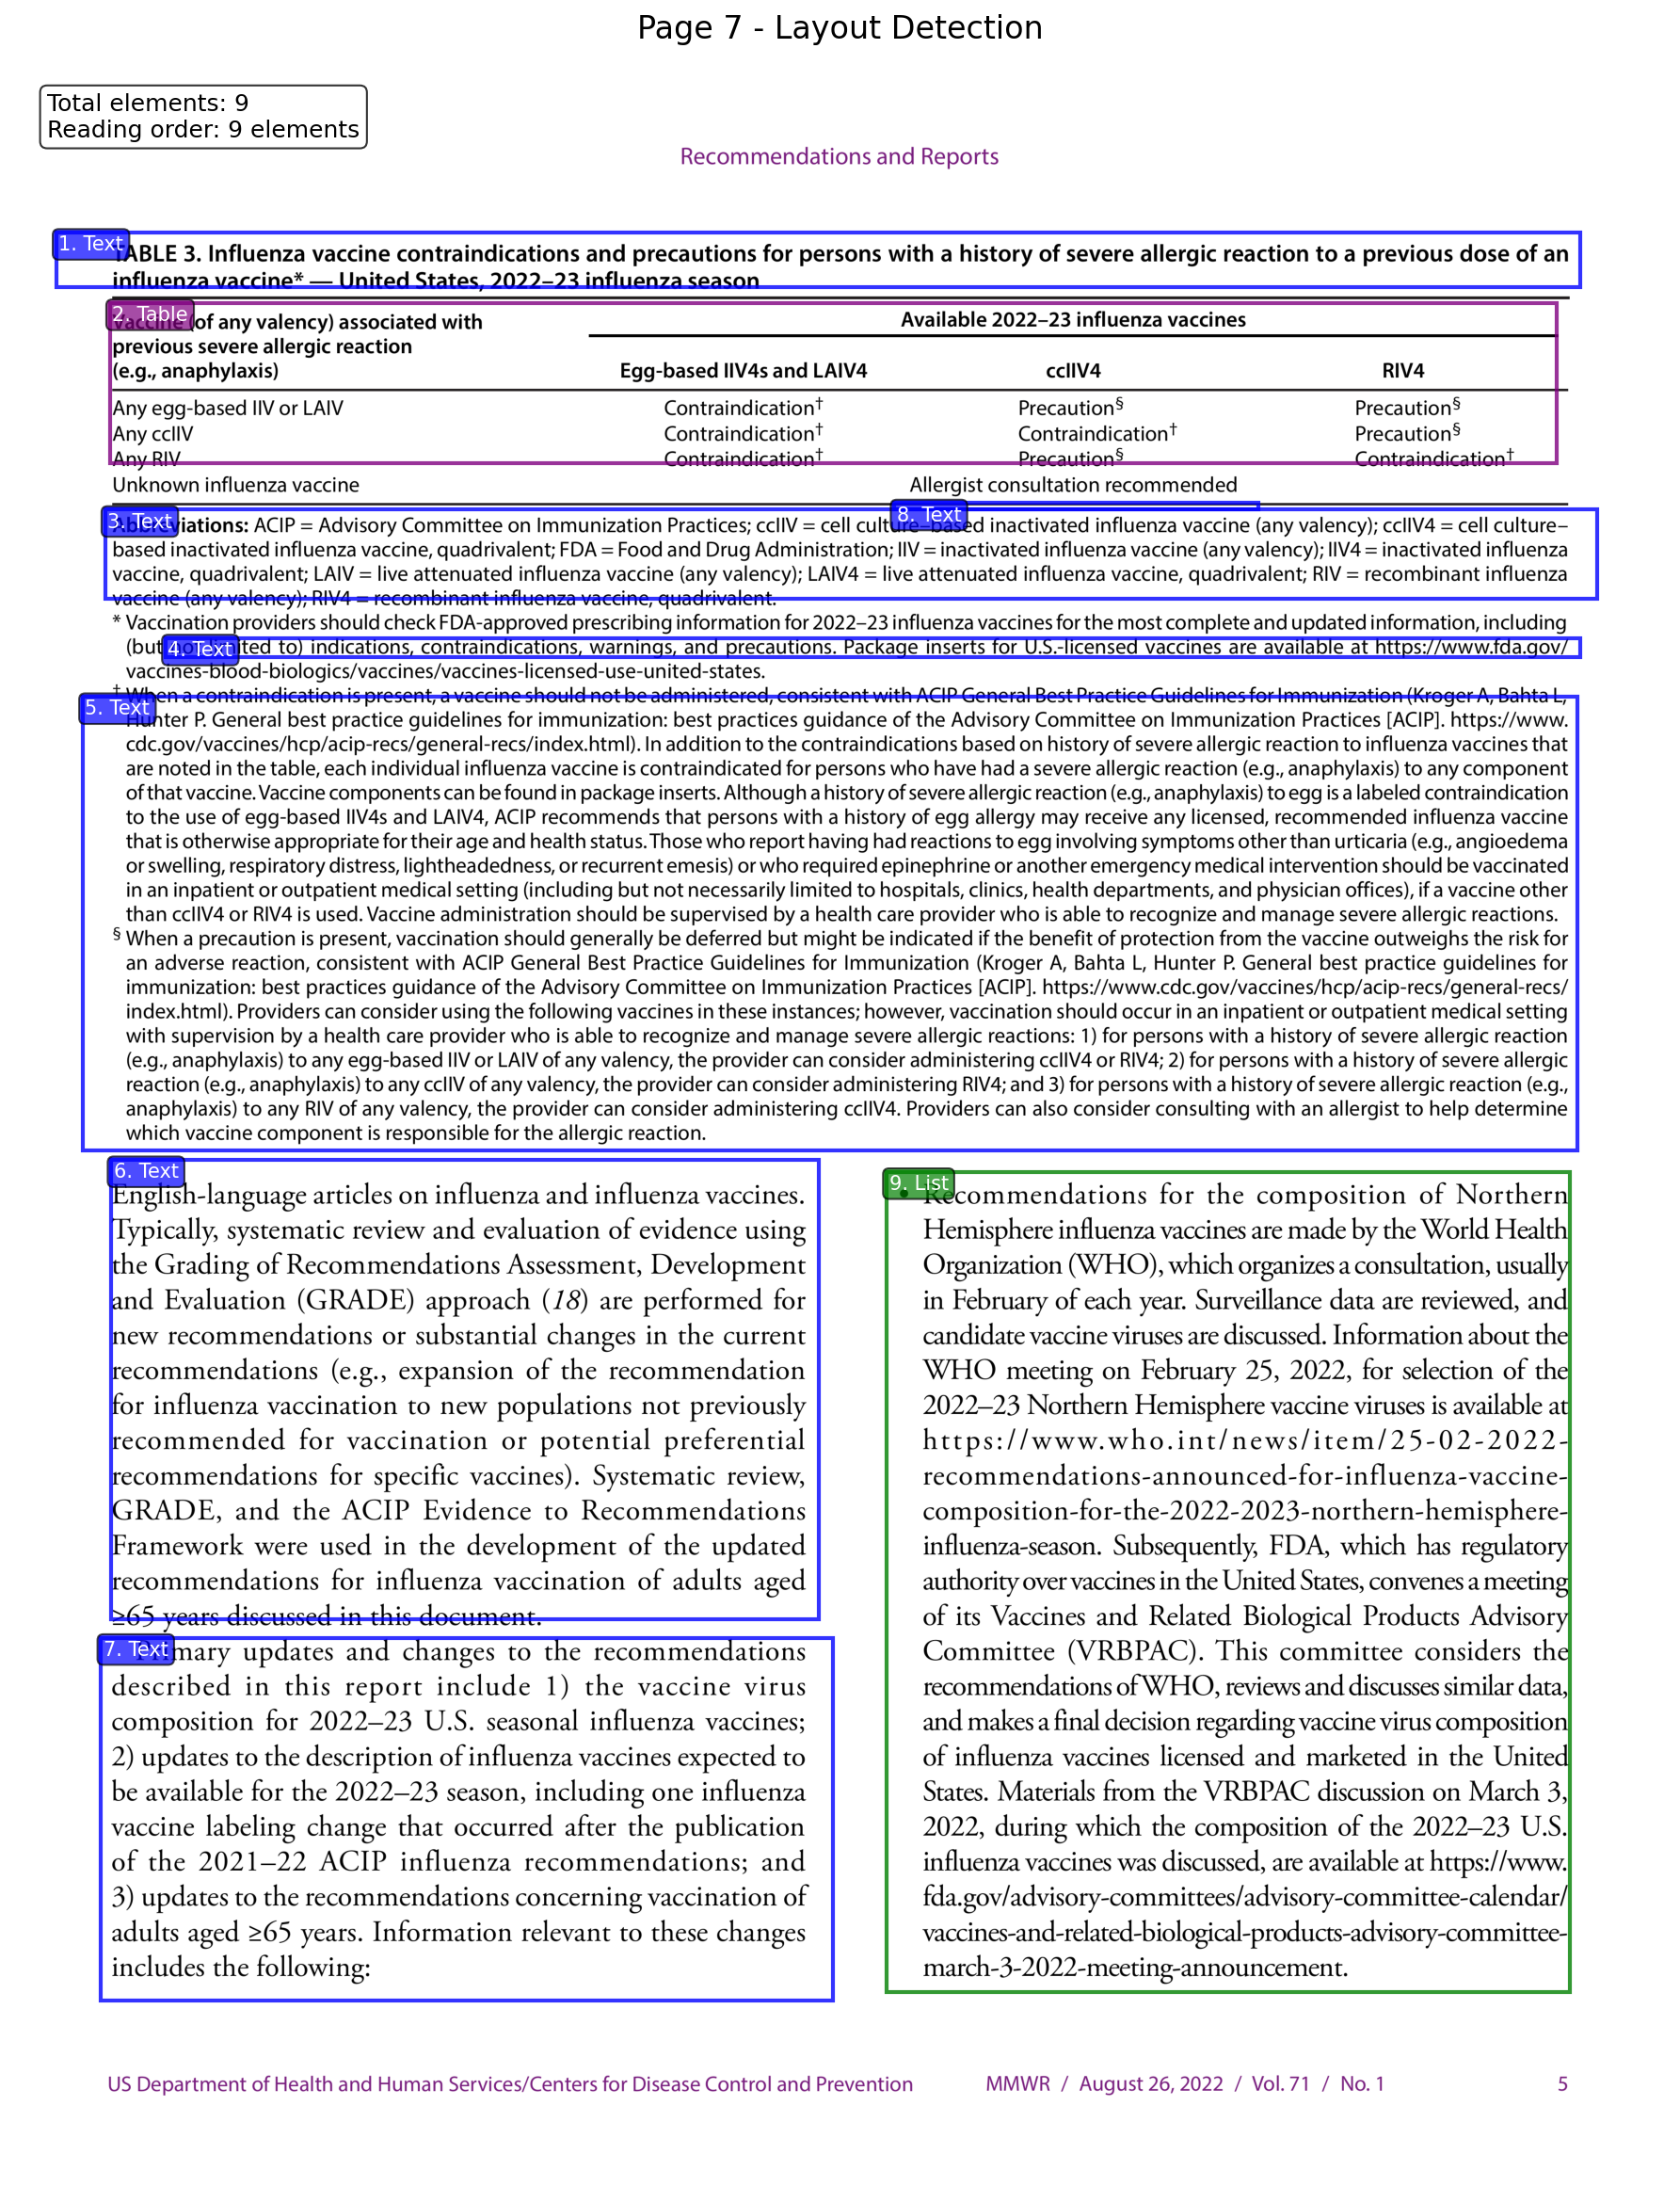 Page 7 - Layout Detection
Total elements: 9
Reading order: 9 elements
Recommendations and Reports
1. Text
TABLE 3. Influenza vaccine contraindications and precautions for persons with a history of severe allergic reaction to a previous dose of an
influenza vaccine* — United States, 2022–23 influenza season
2. Table
Vaccine (of any valency) associated with
previous severe allergic reaction
(e.g., anaphylaxis)
Available 2022–23 influenza vaccines
Egg-based IIV4s and LAIV4 ccIIV4 RIV4
Any egg-based IIV or LAIV Contraindication† Precaution§ Precaution§
Any ccIIV Contraindication† Contraindication† Precaution§
Any RIV Contraindication† Precaution§ Contraindication†
Unknown influenza vaccine Allergist consultation recommended
3. Text
8. Text
Abbreviations: ACIP = Advisory Committee on Immunization Practices; ccIIV = cell culture–based inactivated influenza vaccine (any valency); ccIIV4 = cell culture–
based inactivated influenza vaccine, quadrivalent; FDA = Food and Drug Administration; IIV = inactivated influenza vaccine (any valency); IIV4 = inactivated influenza
vaccine, quadrivalent; LAIV = live attenuated influenza vaccine (any valency); LAIV4 = live attenuated influenza vaccine, quadrivalent; RIV = recombinant influenza
vaccine (any valency); RIV4 = recombinant influenza vaccine, quadrivalent.
* Vaccination providers should check FDA-approved prescribing information for 2022–23 influenza vaccines for the most complete and updated information, including
4. Text
(but not limited to) indications, contraindications, warnings, and precautions. Package inserts for U.S.-licensed vaccines are available at https://www.fda.gov/
vaccines-blood-biologics/vaccines/vaccines-licensed-use-united-states.
5. Text
† When a contraindication is present, a vaccine should not be administered, consistent with ACIP General Best Practice Guidelines for Immunization (Kroger A, Bahta L,
Hunter P. General best practice guidelines for immunization: best practices guidance of the Advisory Committee on Immunization Practices [ACIP]. https://www.
cdc.gov/vaccines/hcp/acip-recs/general-recs/index.html). In addition to the contraindications based on history of severe allergic reaction to influenza vaccines that
are noted in the table, each individual influenza vaccine is contraindicated for persons who have had a severe allergic reaction (e.g., anaphylaxis) to any component
of that vaccine. Vaccine components can be found in package inserts. Although a history of severe allergic reaction (e.g., anaphylaxis) to egg is a labeled contraindication
to the use of egg-based IIV4s and LAIV4, ACIP recommends that persons with a history of egg allergy may receive any licensed, recommended influenza vaccine
that is otherwise appropriate for their age and health status. Those who report having had reactions to egg involving symptoms other than urticaria (e.g., angioedema
or swelling, respiratory distress, lightheadedness, or recurrent emesis) or who required epinephrine or another emergency medical intervention should be vaccinated
in an inpatient or outpatient medical setting (including but not necessarily limited to hospitals, clinics, health departments, and physician offices), if a vaccine other
than ccIIV4 or RIV4 is used. Vaccine administration should be supervised by a health care provider who is able to recognize and manage severe allergic reactions.
§ When a precaution is present, vaccination should generally be deferred but might be indicated if the benefit of protection from the vaccine outweighs the risk for
an adverse reaction, consistent with ACIP General Best Practice Guidelines for Immunization (Kroger A, Bahta L, Hunter P. General best practice guidelines for
immunization: best practices guidance of the Advisory Committee on Immunization Practices [ACIP]. https://www.cdc.gov/vaccines/hcp/acip-recs/general-recs/
index.html). Providers can consider using the following vaccines in these instances; however, vaccination should occur in an inpatient or outpatient medical setting
with supervision by a health care provider who is able to recognize and manage severe allergic reactions: 1) for persons with a history of severe allergic reaction
(e.g., anaphylaxis) to any egg-based IIV or LAIV of any valency, the provider can consider administering ccIIV4 or RIV4; 2) for persons with a history of severe allergic
reaction (e.g., anaphylaxis) to any ccIIV of any valency, the provider can consider administering RIV4; and 3) for persons with a history of severe allergic reaction (e.g.,
anaphylaxis) to any RIV of any valency, the provider can consider administering ccIIV4. Providers can also consider consulting with an allergist to help determine
which vaccine component is responsible for the allergic reaction.
6. Text
English-language articles on influenza and influenza vaccines.
Typically, systematic review and evaluation of evidence using
the Grading of Recommendations Assessment, Development
and Evaluation (GRADE) approach (18) are performed for
new recommendations or substantial changes in the current
recommendations (e.g., expansion of the recommendation
for influenza vaccination to new populations not previously
recommended for vaccination or potential preferential
recommendations for specific vaccines). Systematic review,
GRADE, and the ACIP Evidence to Recommendations
Framework were used in the development of the updated
recommendations for influenza vaccination of adults aged
≥65 years discussed in this document.
7. Text
Primary updates and changes to the recommendations
described in this report include 1) the vaccine virus
composition for 2022–23 U.S. seasonal influenza vaccines;
2) updates to the description of influenza vaccines expected to
be available for the 2022–23 season, including one influenza
vaccine labeling change that occurred after the publication
of the 2021–22 ACIP influenza recommendations; and
3) updates to the recommendations concerning vaccination of
adults aged ≥65 years. Information relevant to these changes
includes the following:
9. List
• Recommendations for the composition of Northern
Hemisphere influenza vaccines are made by the World Health
Organization (WHO), which organizes a consultation, usually
in February of each year. Surveillance data are reviewed, and
candidate vaccine viruses are discussed. Information about the
WHO meeting on February 25, 2022, for selection of the
2022–23 Northern Hemisphere vaccine viruses is available at
https://www.who.int/news/item/25-02-2022-
recommendations-announced-for-influenza-vaccine-
composition-for-the-2022-2023-northern-hemisphere-
influenza-season. Subsequently, FDA, which has regulatory
authority over vaccines in the United States, convenes a meeting
of its Vaccines and Related Biological Products Advisory
Committee (VRBPAC). This committee considers the
recommendations of WHO, reviews and discusses similar data,
and makes a final decision regarding vaccine virus composition
of influenza vaccines licensed and marketed in the United
States. Materials from the VRBPAC discussion on March 3,
2022, during which the composition of the 2022–23 U.S.
influenza vaccines was discussed, are available at https://www.
fda.gov/advisory-committees/advisory-committee-calendar/
vaccines-and-related-biological-products-advisory-committee-
march-3-2022-meeting-announcement.
US Department of Health and Human Services/Centers for Disease Control and Prevention MMWR / August 26, 2022 / Vol. 71 / No. 1 5